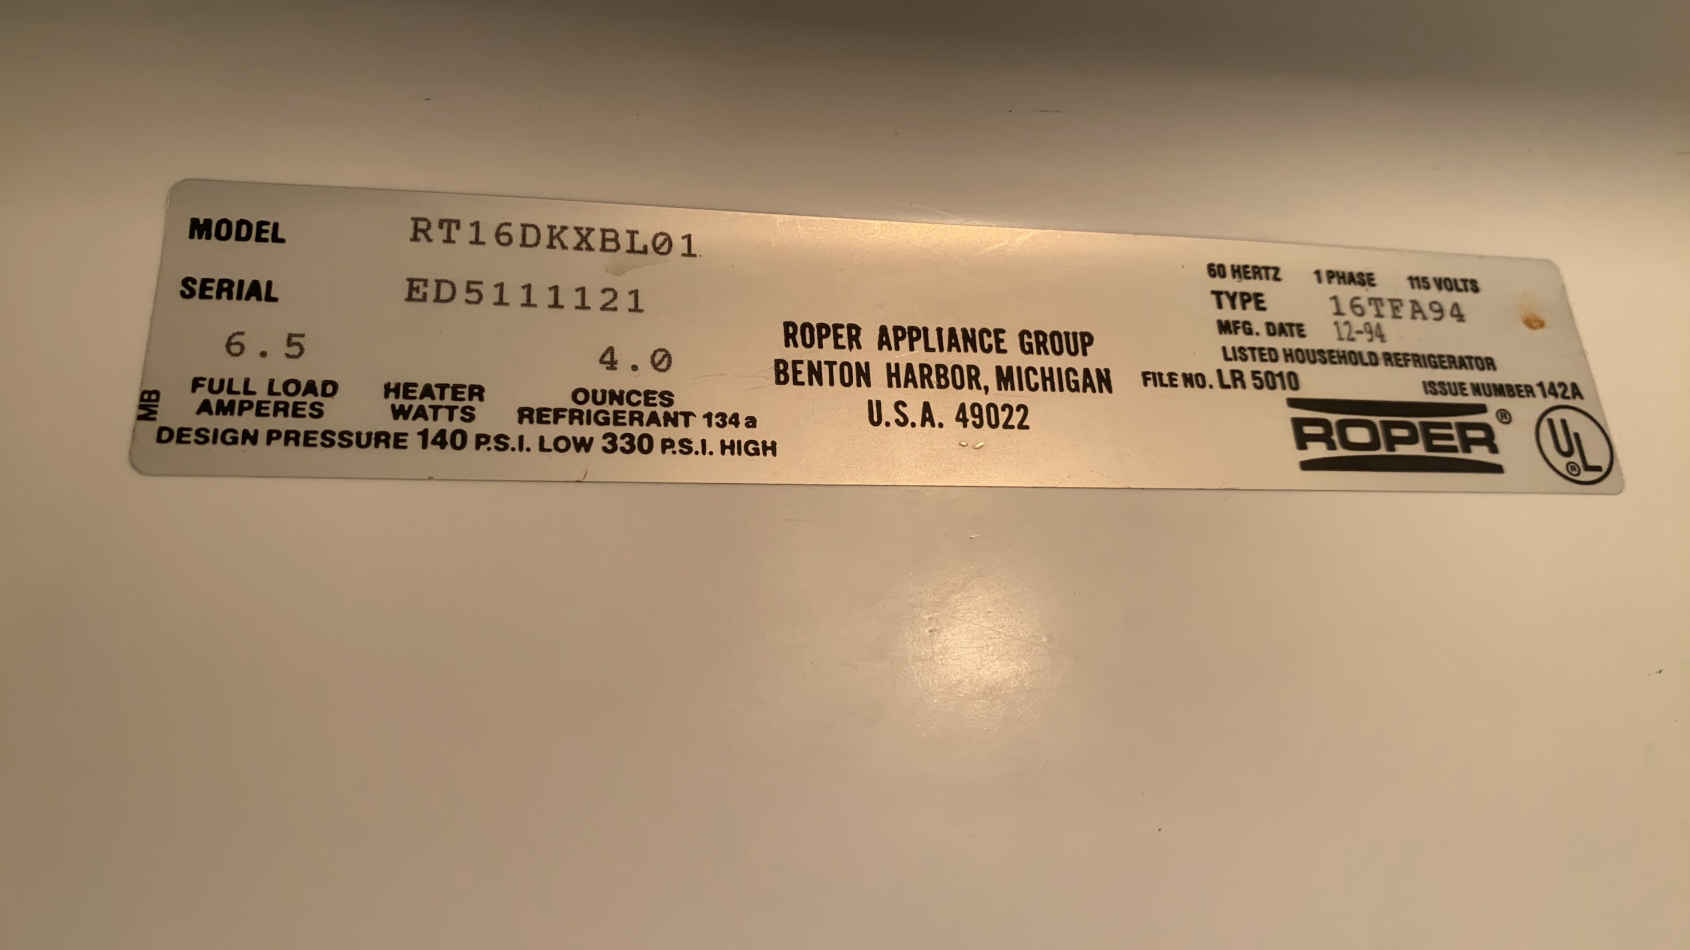 MODEL RT16DKXBL01
SERIAL ED5111121
6.5 4.0
FULL LOAD AMPERES HEATER WATTS OUNCES REFRIGERANT 134a
MB
DESIGN PRESSURE 140 P.S.I. LOW 330 P.S.I. HIGH
ROPER APPLIANCE GROUP
BENTON HARBOR, MICHIGAN
U.S.A. 49022
60 HERTZ 1 PHASE 115 VOLTS
TYPE 16TFA94
MFG. DATE 12-94
LISTED HOUSEHOLD REFRIGERATOR
FILE NO. LR 5010 ISSUE NUMBER 142A
ROPER®
UL®